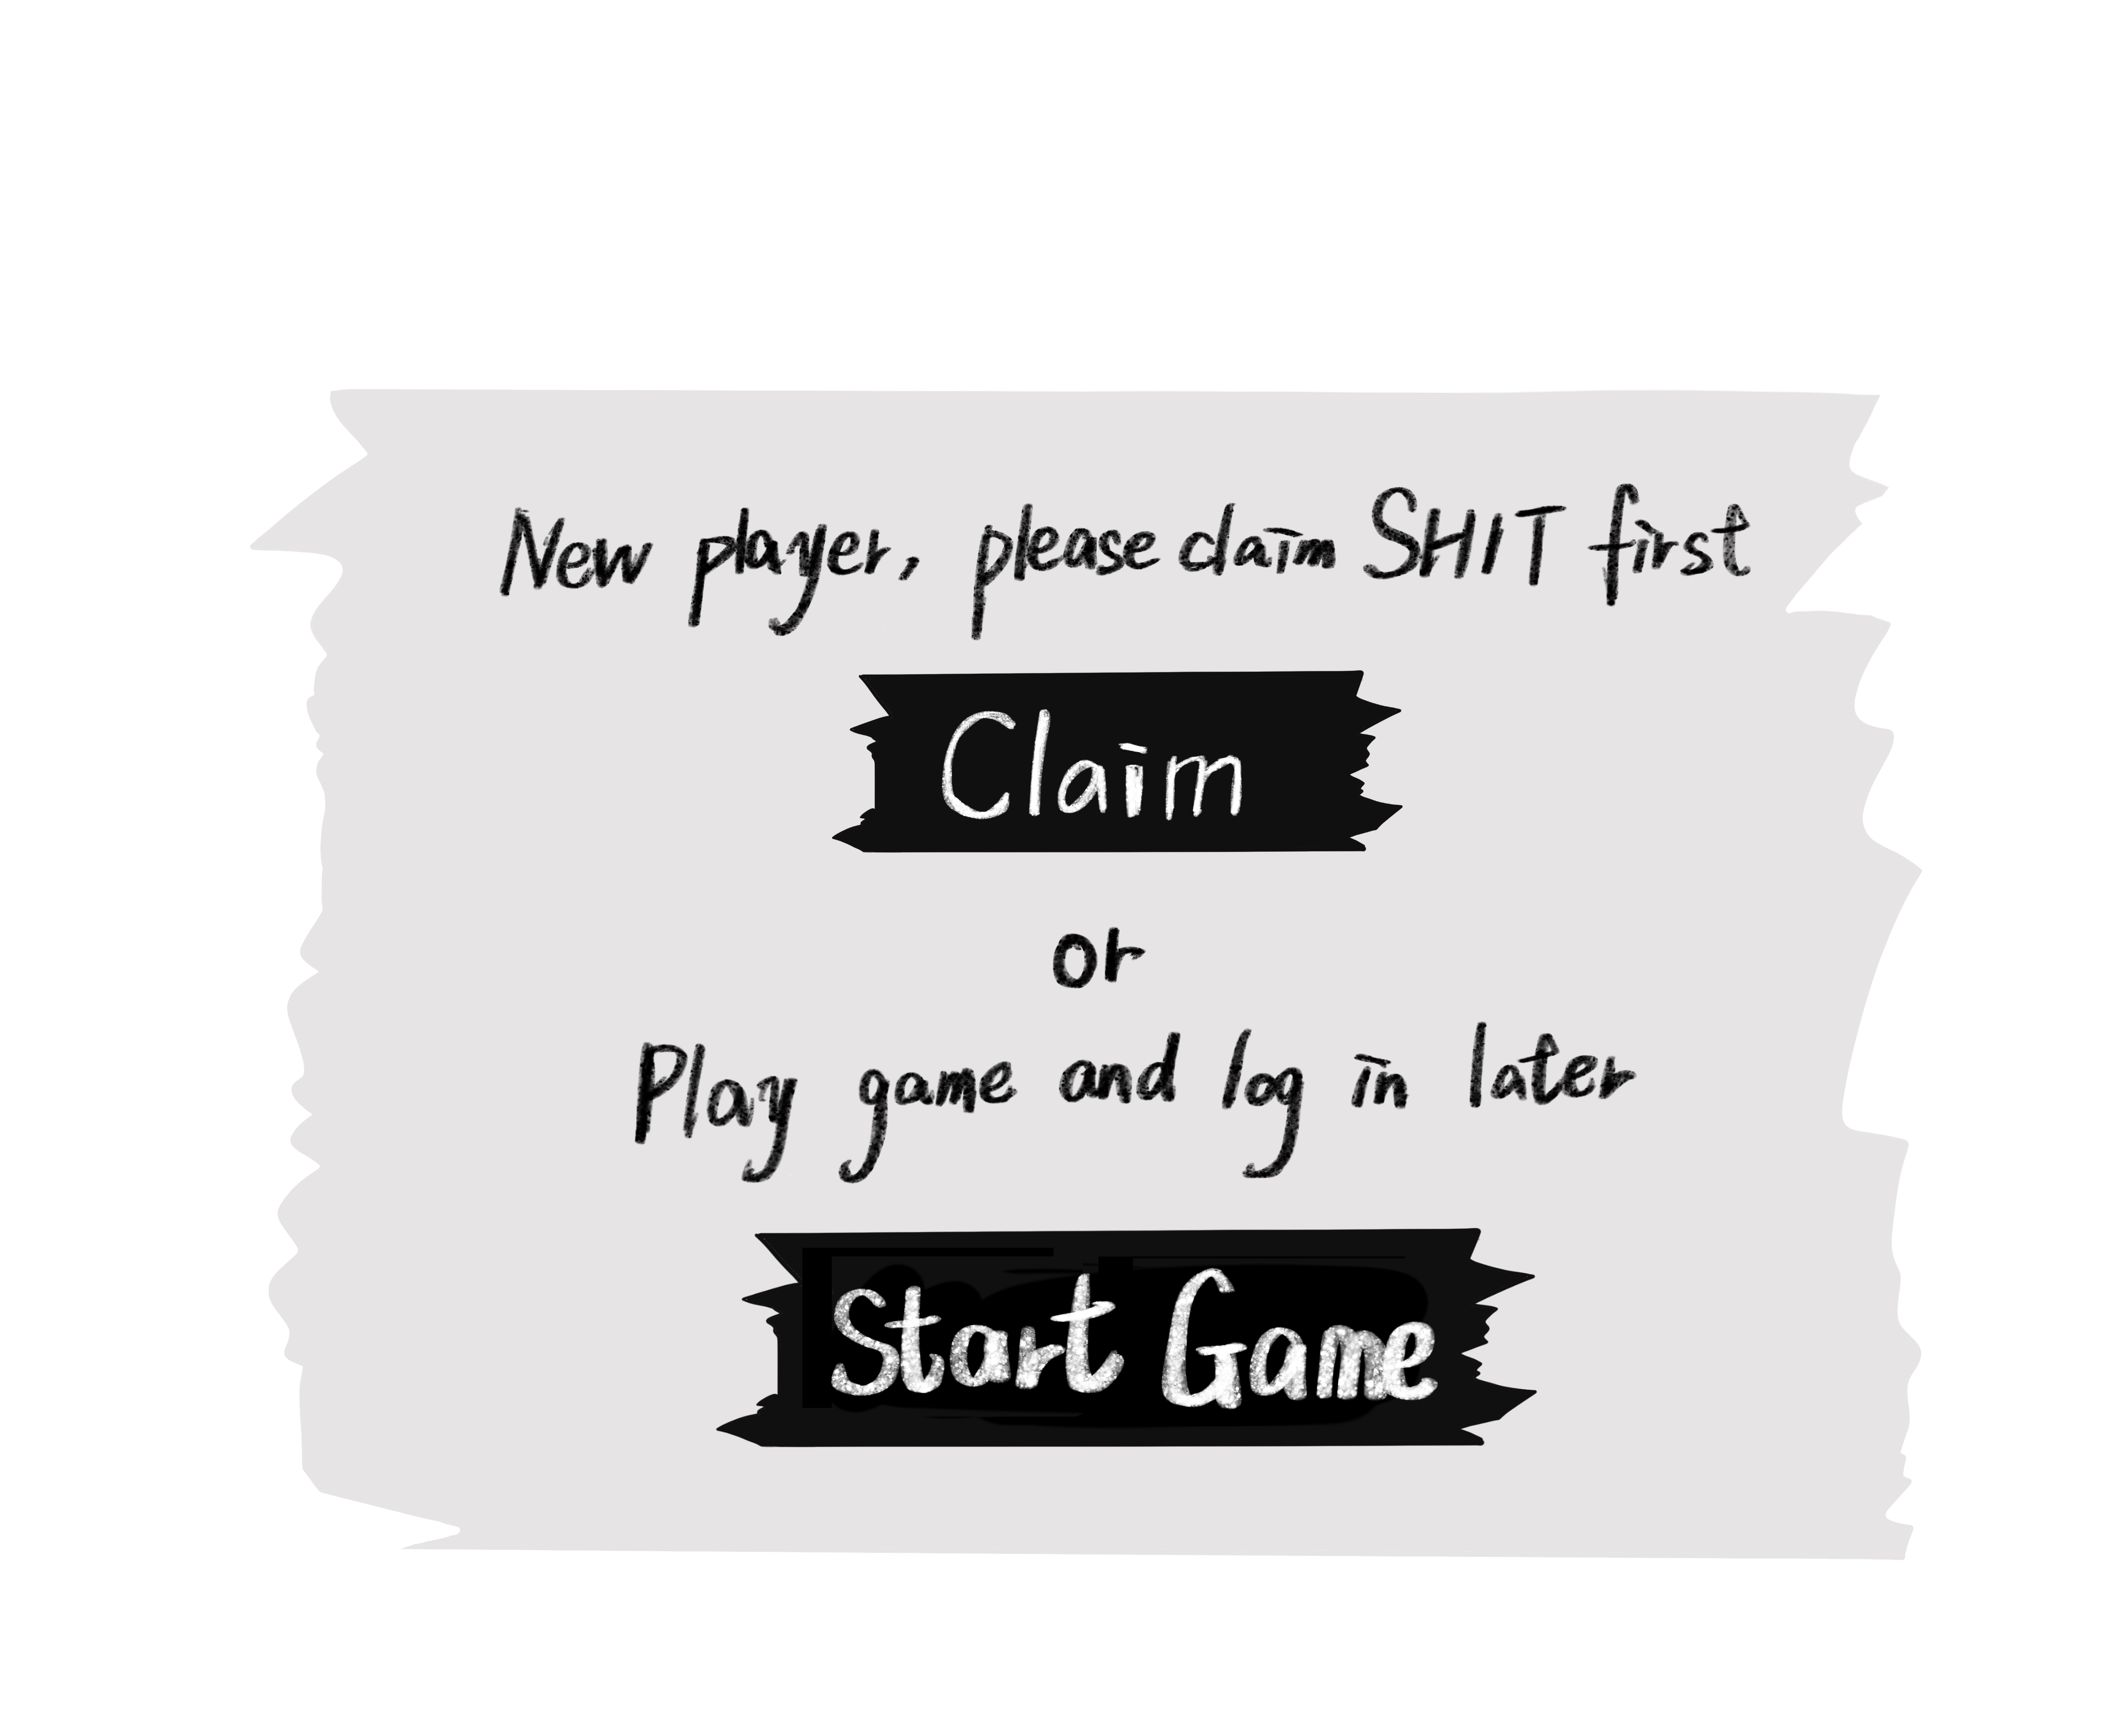 New player, please claim SHIT first
Claim
or
Play game and log in later
Start Game